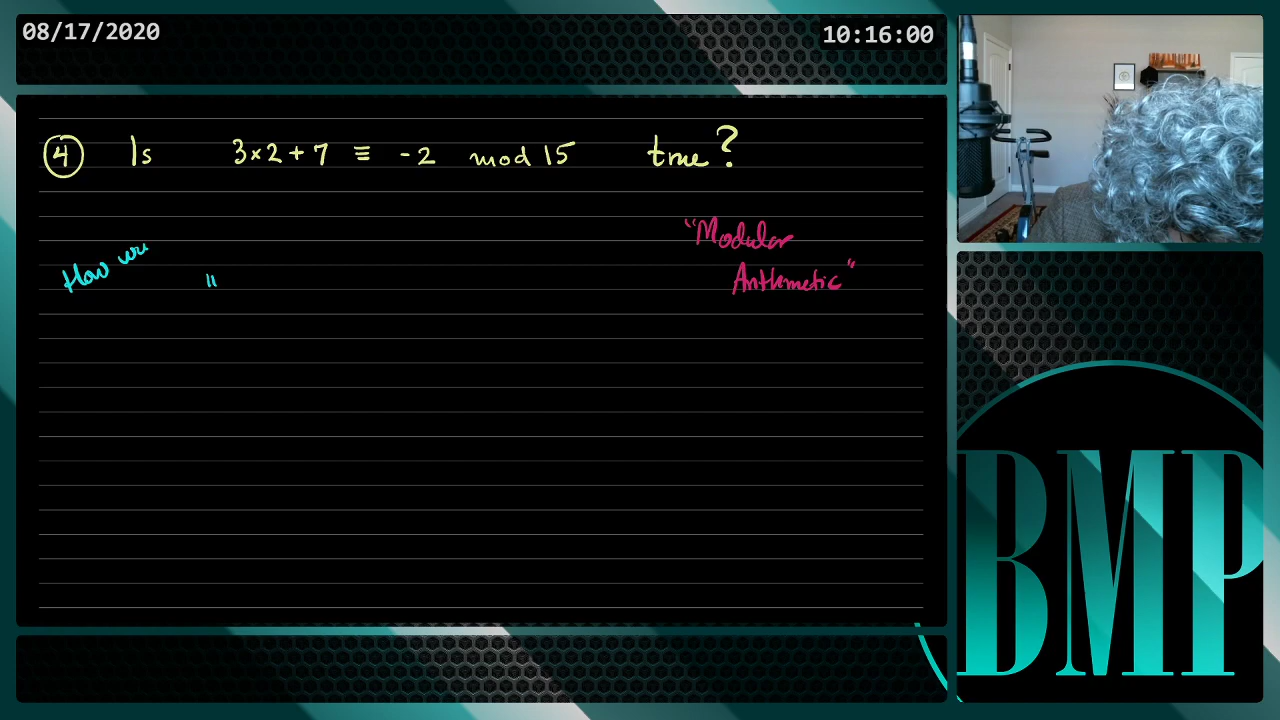 08/17/2020
10:16:00
④ Is 3×2+7 ≡ -2 mod 15 true?
"Modular
How wu
Arithmetic"
"
BMP